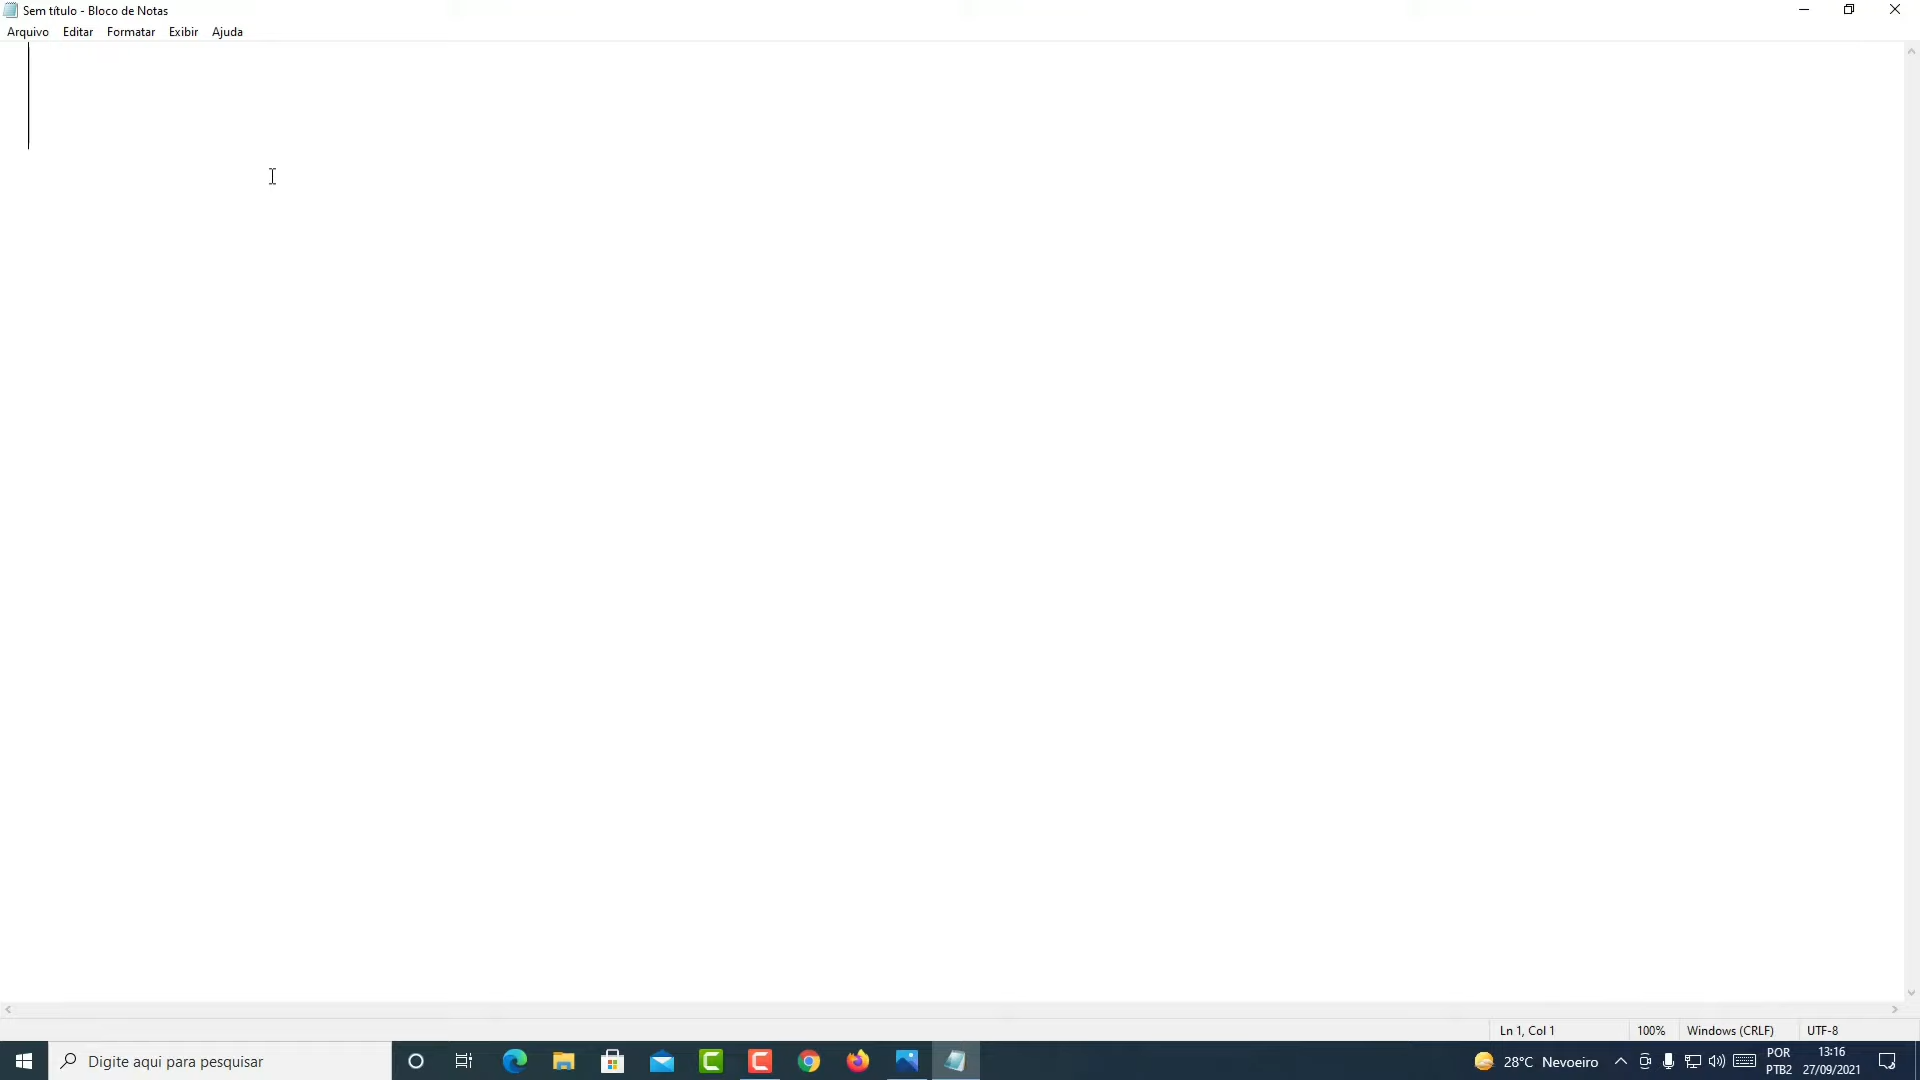 Sem título - Bloco de Notas
Arquivo Editar Formatar Exibir Ajuda
Ln 1, Col 1 100% Windows (CRLF) UTF-8
Digite aqui para pesquisar
28°C Nevoeiro
POR
PTB2
13:16
27/09/2021